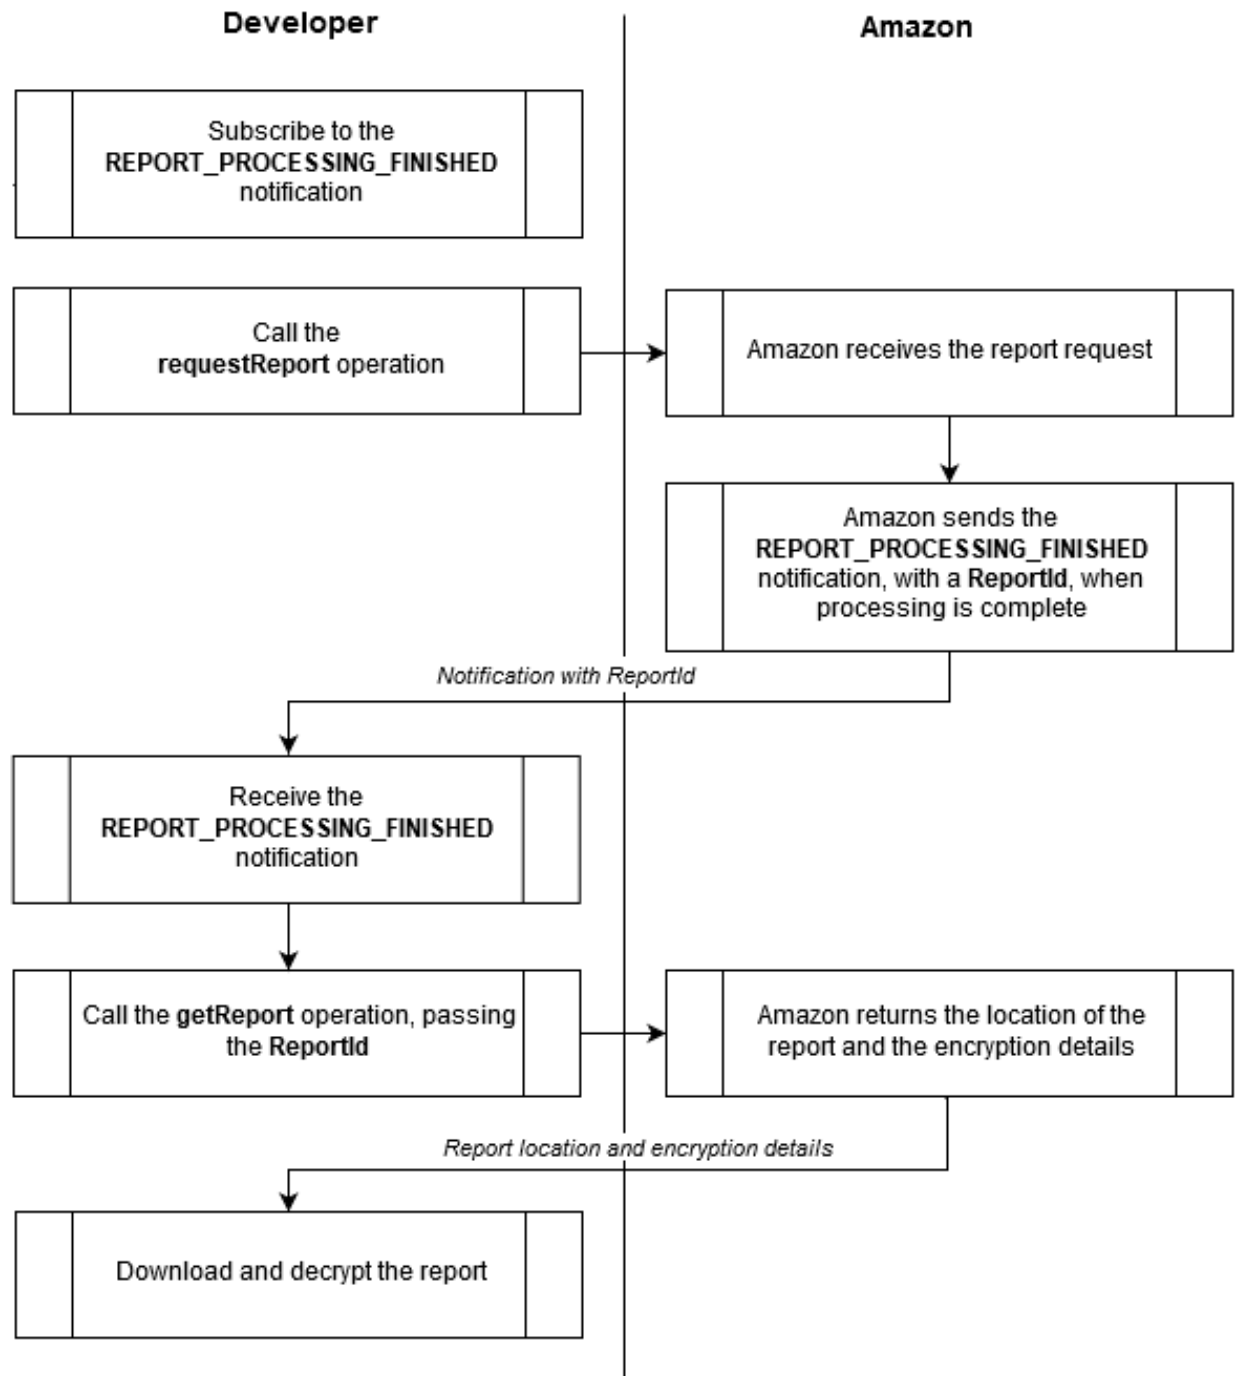 Developer
Amazon
Subscribe to the
REPORT_PROCESSING_FINISHED
notification
Call the
requestReport operation
Amazon receives the report request
Amazon sends the
REPORT_PROCESSING_FINISHED
notification, with a ReportId, when
processing is complete
Notification with ReportId
Receive the
REPORT_PROCESSING_FINISHED
notification
Call the getReport operation, passing
the ReportId
Amazon returns the location of the
report and the encryption details
Report location and encryption details
Download and decrypt the report